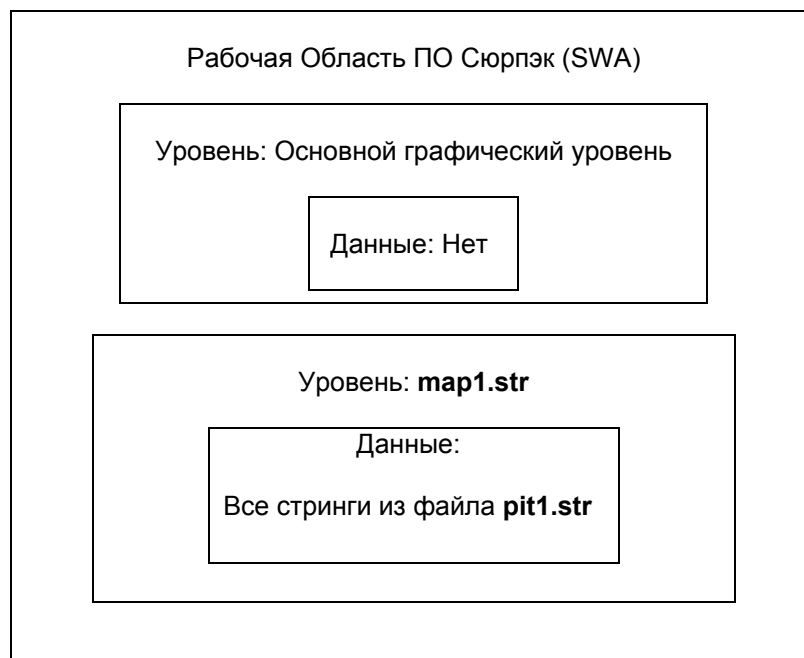 Рабочая Область ПО Сюрпэк (SWA)
Уровень: Основной графический уровень
Данные: Нет
Уровень: map1.str
Данные:
Все стринги из файла pit1.str